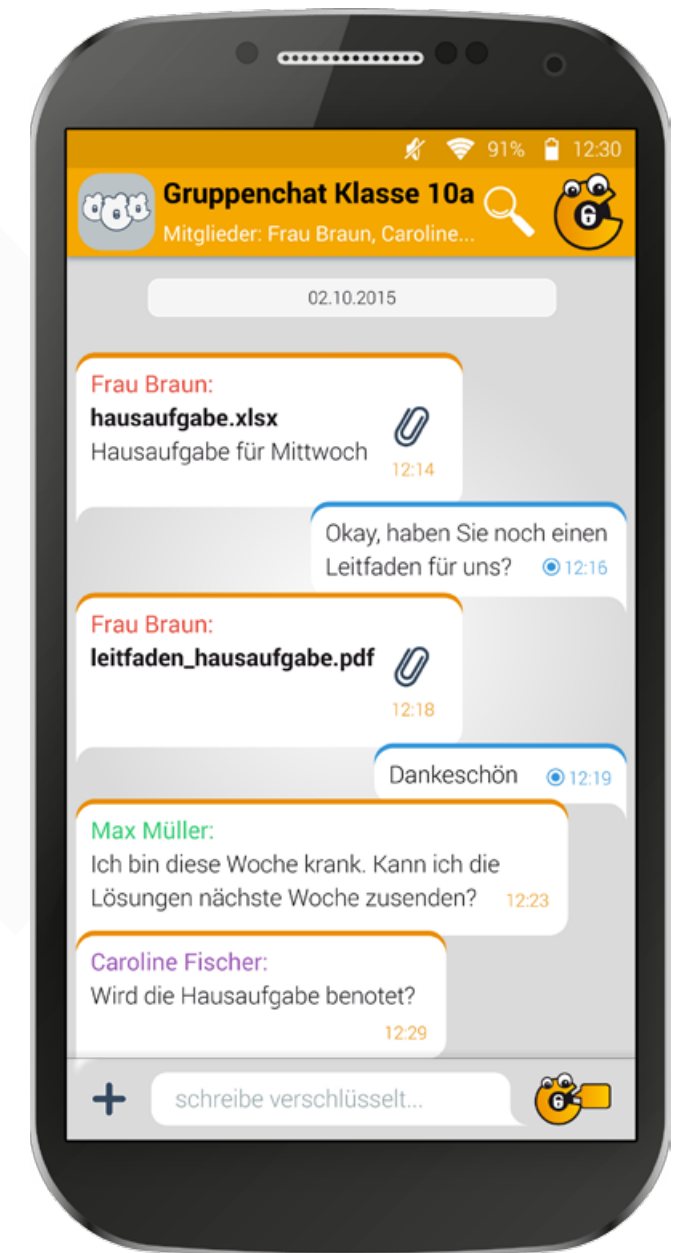 91% 12:30
Gruppenchat Klasse 10a
Mitglieder: Frau Braun, Caroline...
02.10.2015
Frau Braun:
hausaufgabe.xlsx
Hausaufgabe für Mittwoch
12:14
Okay, haben Sie noch einen
Leitfaden für uns? 12:16
Frau Braun:
leitfaden_hausaufgabe.pdf
12:18
Dankeschön 12:19
Max Müller:
Ich bin diese Woche krank. Kann ich die
Lösungen nächste Woche zusenden? 12:23
Caroline Fischer:
Wird die Hausaufgabe benotet?
12:29
schreibe verschlüsselt...